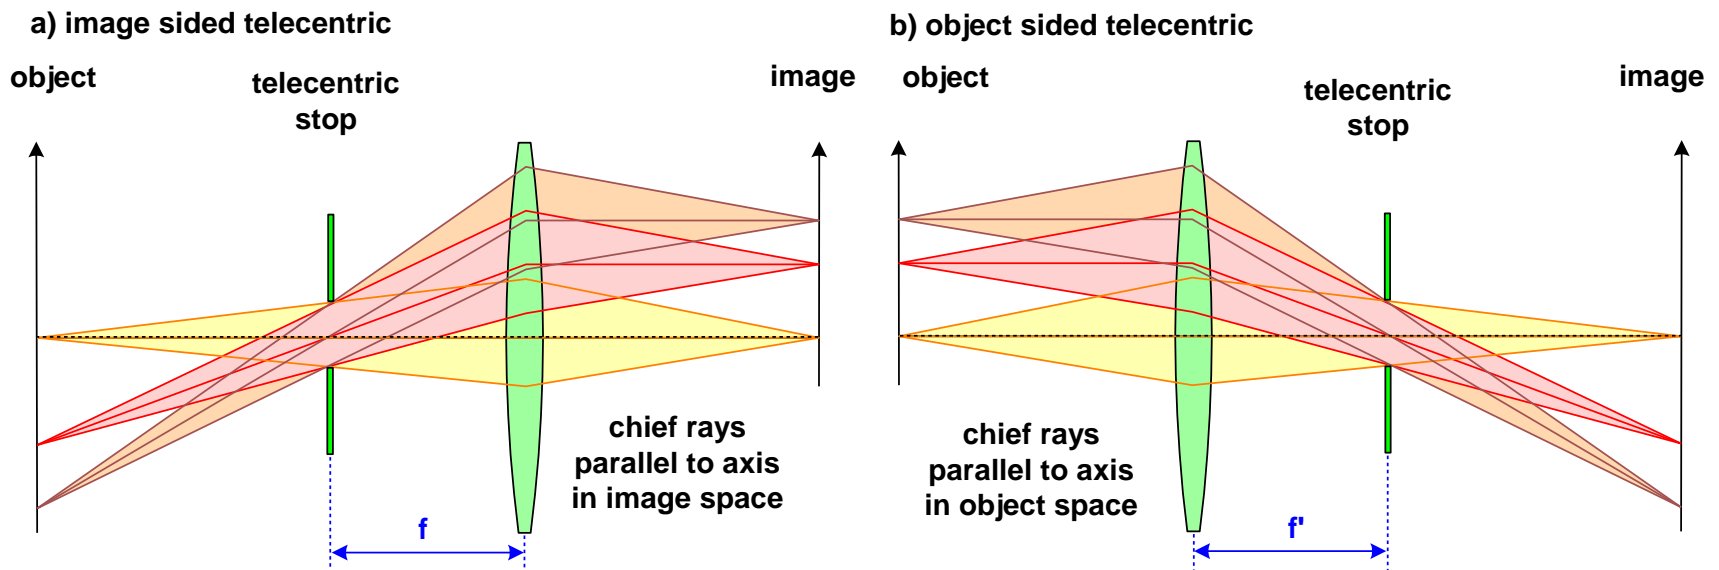 a) image sided telecentric
object
telecentric
stop
image
chief rays
parallel to axis
in image space
f
b) object sided telecentric
object
telecentric
stop
image
chief rays
parallel to axis
in object space
f'